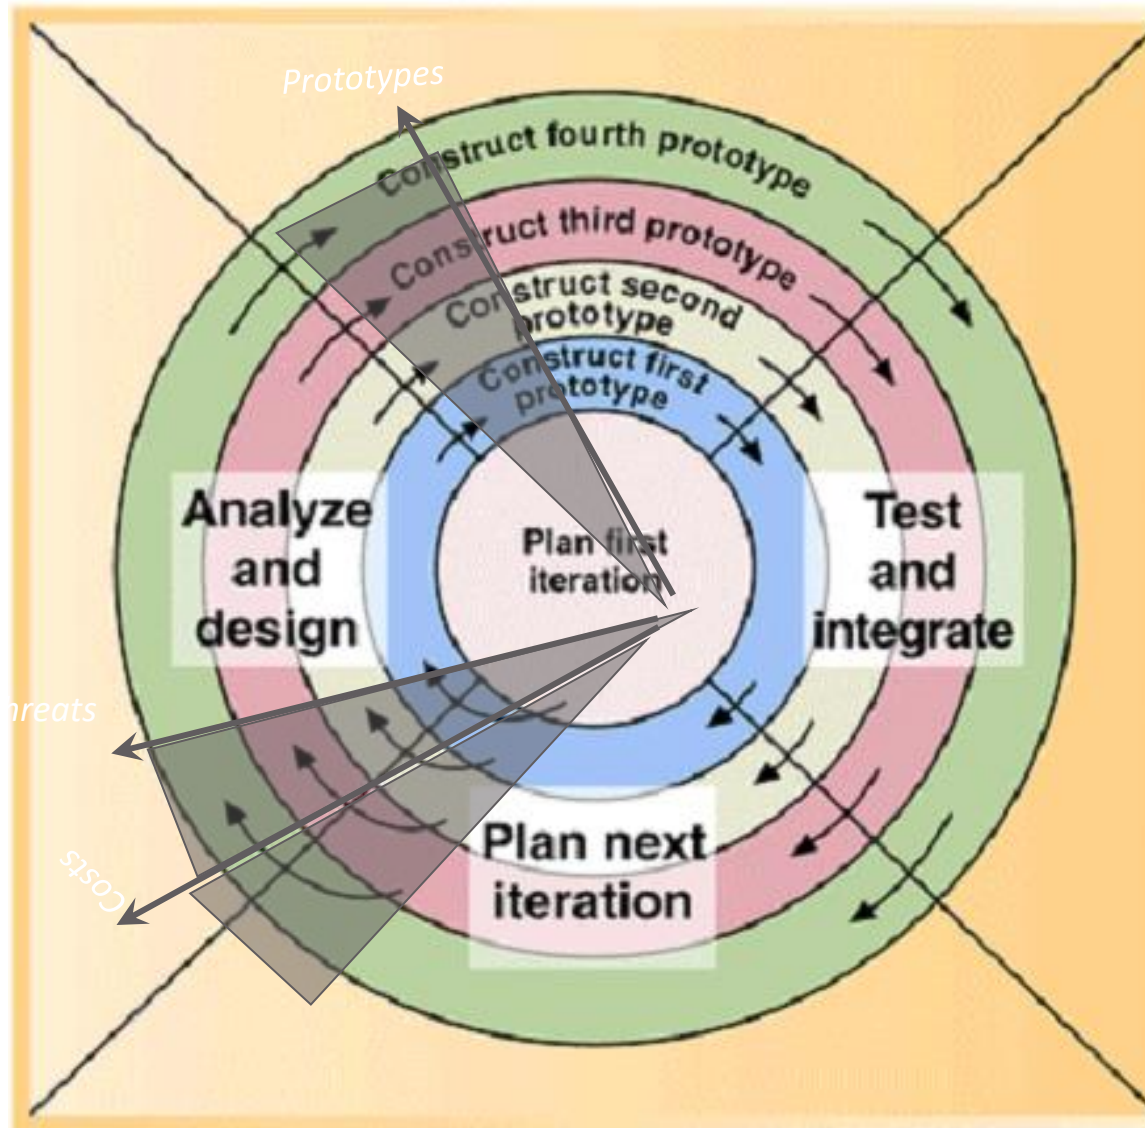 Prototypes
Construct fourth prototype
Construct third prototype
Construct second
prototype
Construct first
prototype
Plan first
iteration
Analyze
and
design
Test
and
integrate
hreats
Costs
Plan next
iteration